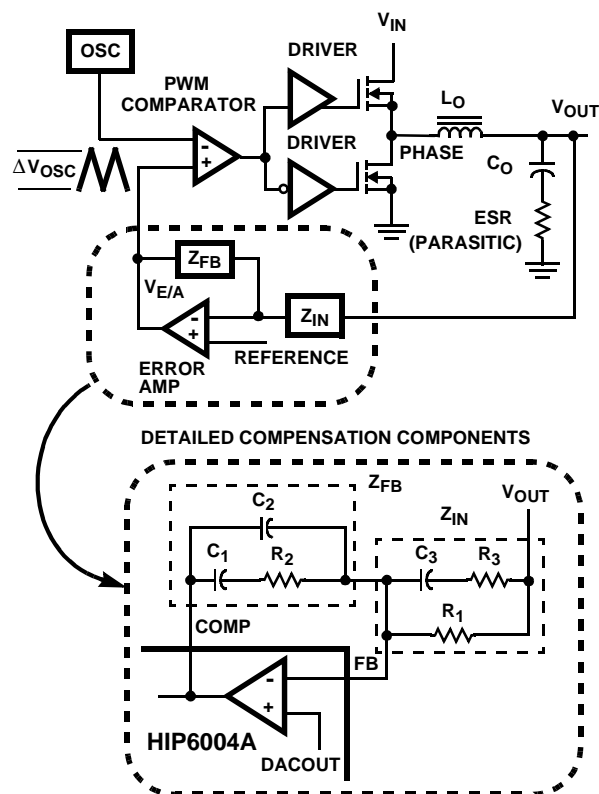 V_IN
OSC
DRIVER
PWM
COMPARATOR
L_O
V_OUT
DRIVER
-
+
PHASE
C_O
ΔV_OSC
ESR
(PARASITIC)
Z_FB
V_E/A
-
+
Z_IN
REFERENCE
ERROR
AMP
DETAILED COMPENSATION COMPONENTS
Z_FB
V_OUT
C_2
Z_IN
C_1
R_2
C_3
R_3
R_1
COMP
FB
-
+
HIP6004A
DACOUT